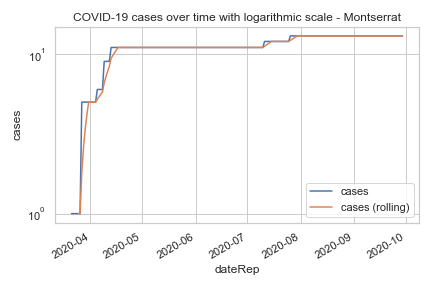 COVID-19 cases over time with logarithmic scale - Montserrat
cases
10¹
10⁰
cases
cases (rolling)
2020-04
2020-05
2020-06
2020-07
2020-08
2020-09
2020-10
dateRep